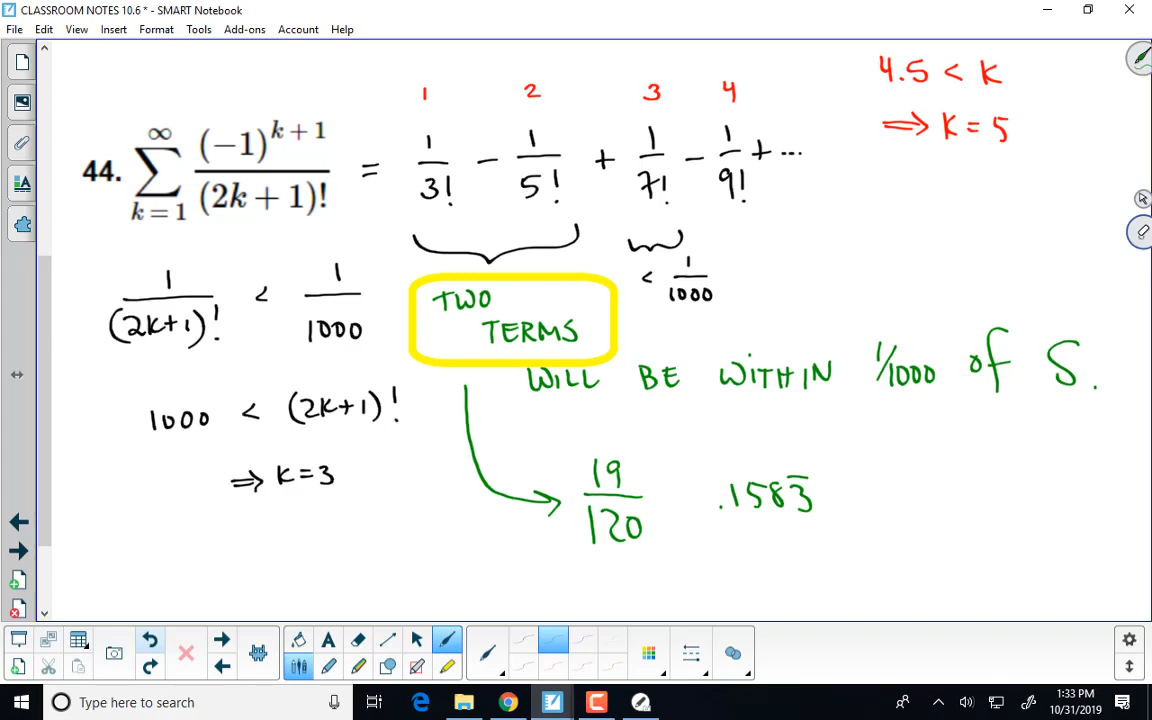 CLASSROOM NOTES 10.6 * - SMART Notebook
File Edit View Insert Format Tools Add-ons Account Help
4.5 < K
⇒ K = 5
1 2 3 4
44. ∑_{k=1}^{∞} (−1)^{k+1} / (2k + 1)! = 1/3! − 1/5! + 1/7! − 1/9! + ...
< 1/1000
1/(2K+1)! < 1/1000
TWO
TERMS
WILL BE WITHIN 1/1000 of S.
1000 < (2K+1)!
⇒ K=3
19/120 .1583̅
Type here to search
1:33 PM
10/31/2019